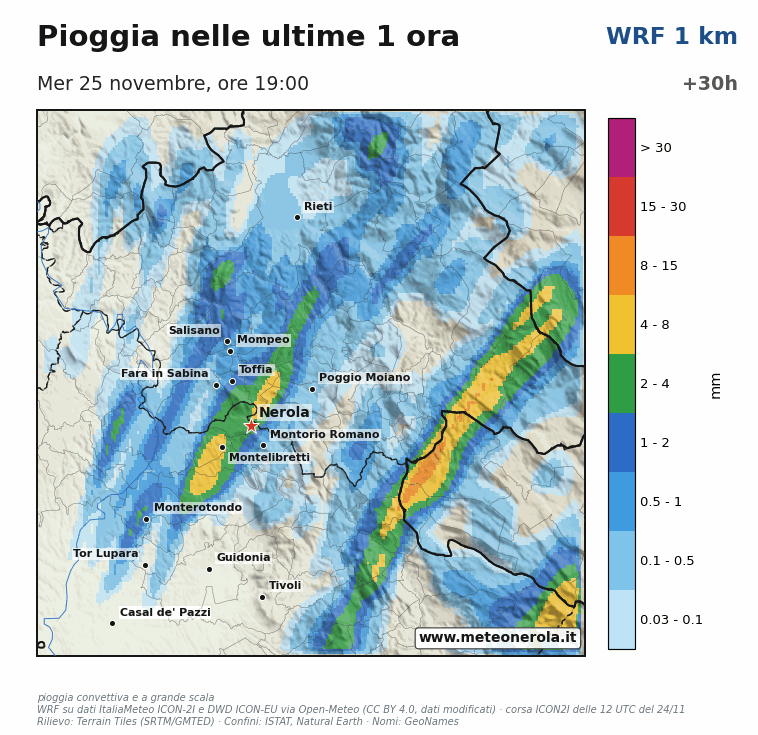 Pioggia nelle ultime 1 ora
WRF 1 km
Mer 25 novembre, ore 19:00
+30h
> 30
15 - 30
8 - 15
4 - 8
2 - 4
1 - 2
0.5 - 1
0.1 - 0.5
0.03 - 0.1
mm
Rieti
Salisano
Mompeo
Fara in Sabina
Toffia
Poggio Moiano
Nerola
Montorio Romano
Montelibretti
Monterotondo
Tor Lupara
Guidonia
Tivoli
Casal de' Pazzi
www.meteonerola.it
pioggia convettiva e a grande scala
WRF su dati ItaliaMeteo ICON-2I e DWD ICON-EU via Open-Meteo (CC BY 4.0, dati modificati) · corsa ICON2I delle 12 UTC del 24/11
Rilievo: Terrain Tiles (SRTM/GMTED) · Confini: ISTAT, Natural Earth · Nomi: GeoNames